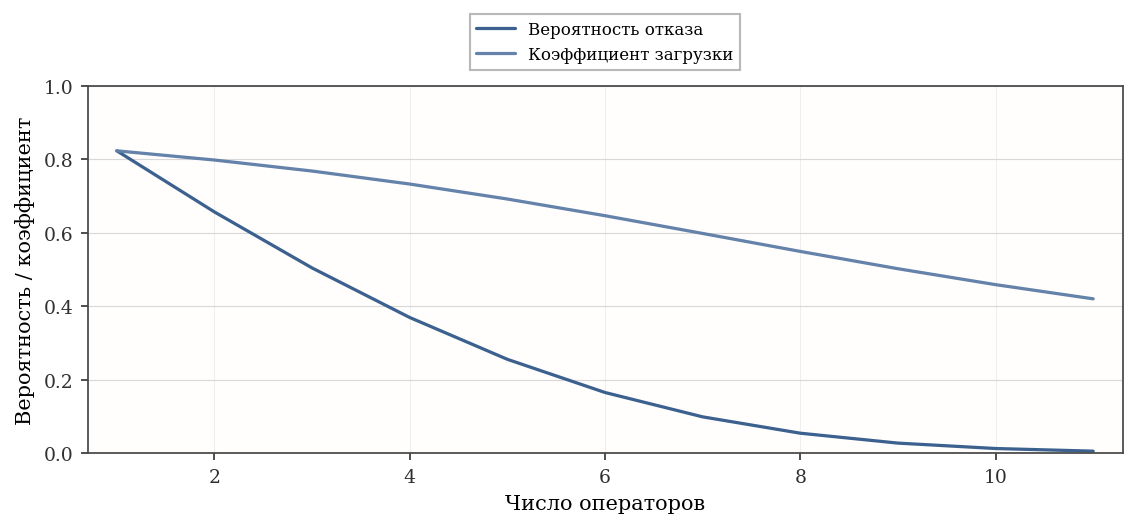 Вероятность отказа
Коэффициент загрузки
1.0
0.8
0.6
0.4
0.2
0.0
Вероятность / коэффициент
2 4 6 8 10
Число операторов